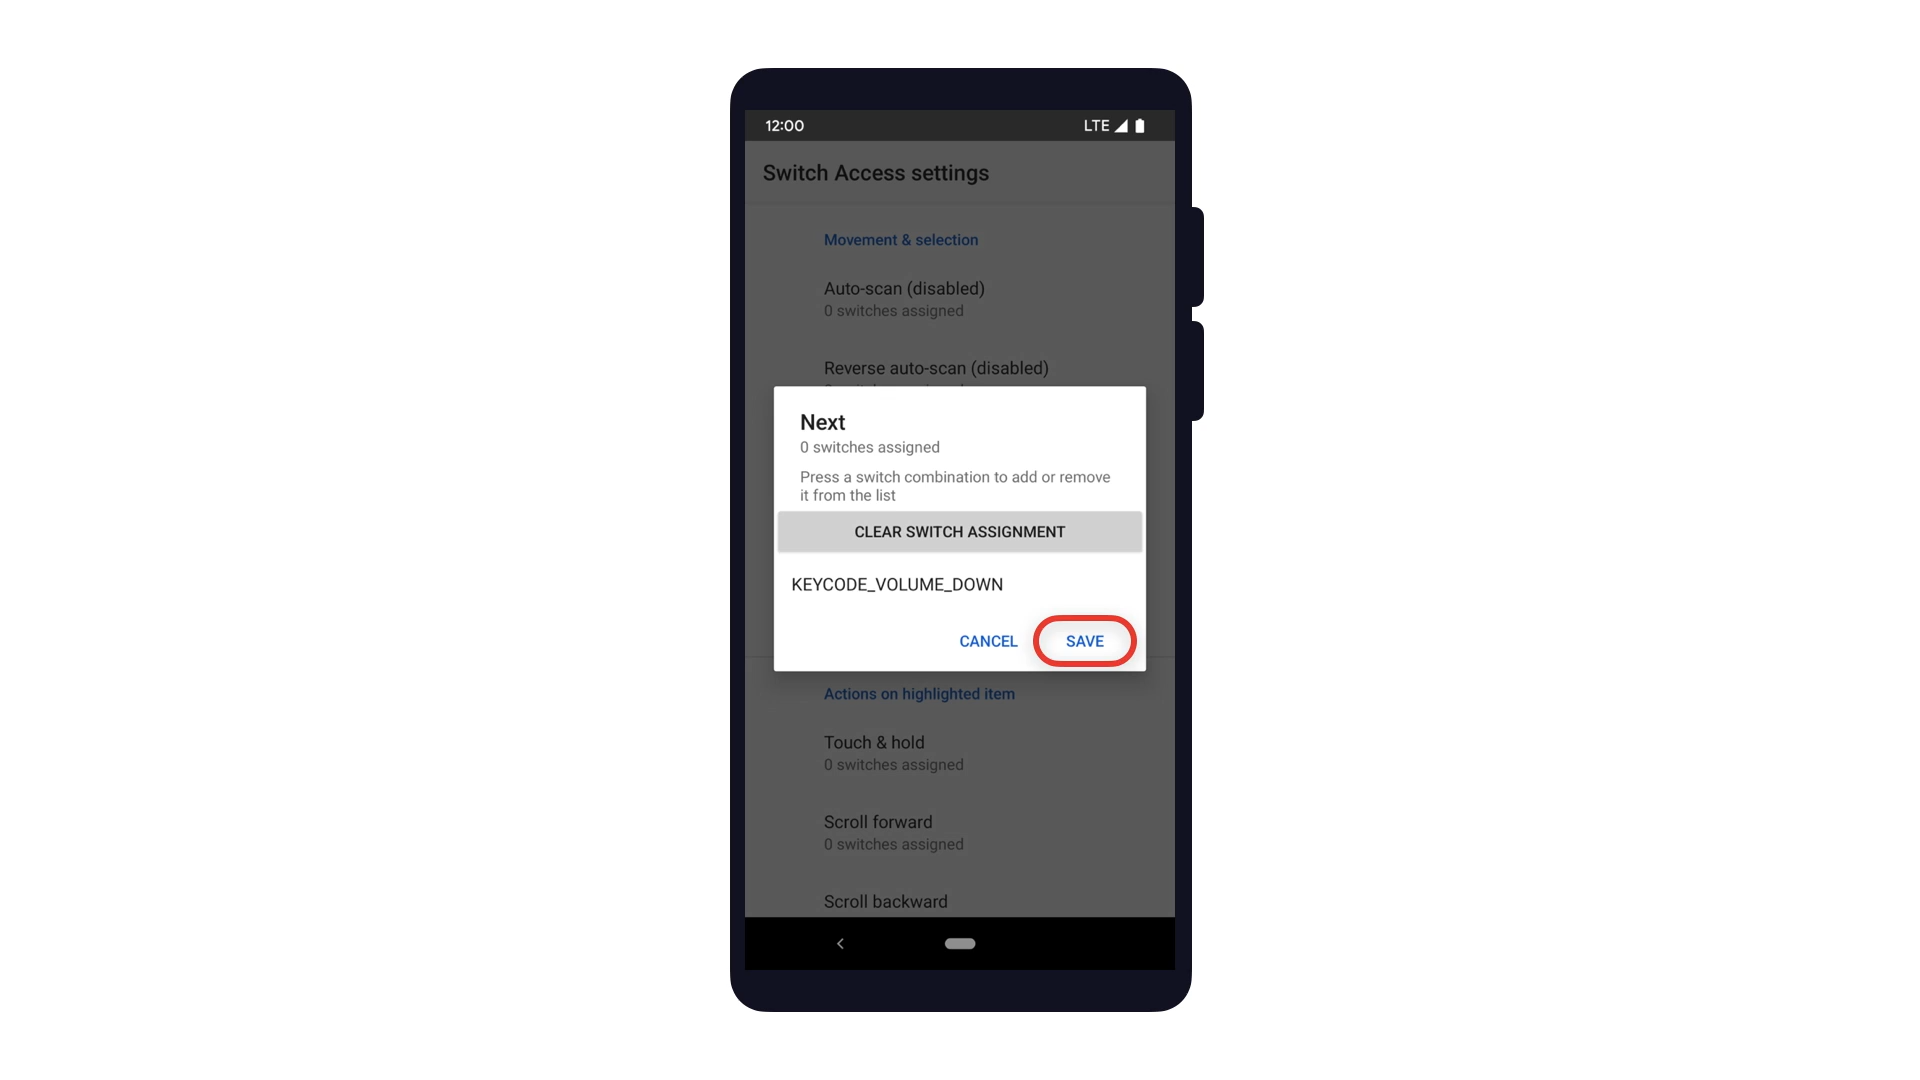 12:00
LTE
Switch Access settings
Movement & selection
Auto-scan (disabled)
0 switches assigned
Reverse auto-scan (disabled)
Next
0 switches assigned
Press a switch combination to add or remove
it from the list
CLEAR SWITCH ASSIGNMENT
KEYCODE_VOLUME_DOWN
CANCEL
SAVE
Actions on highlighted item
Touch & hold
0 switches assigned
Scroll forward
0 switches assigned
Scroll backward